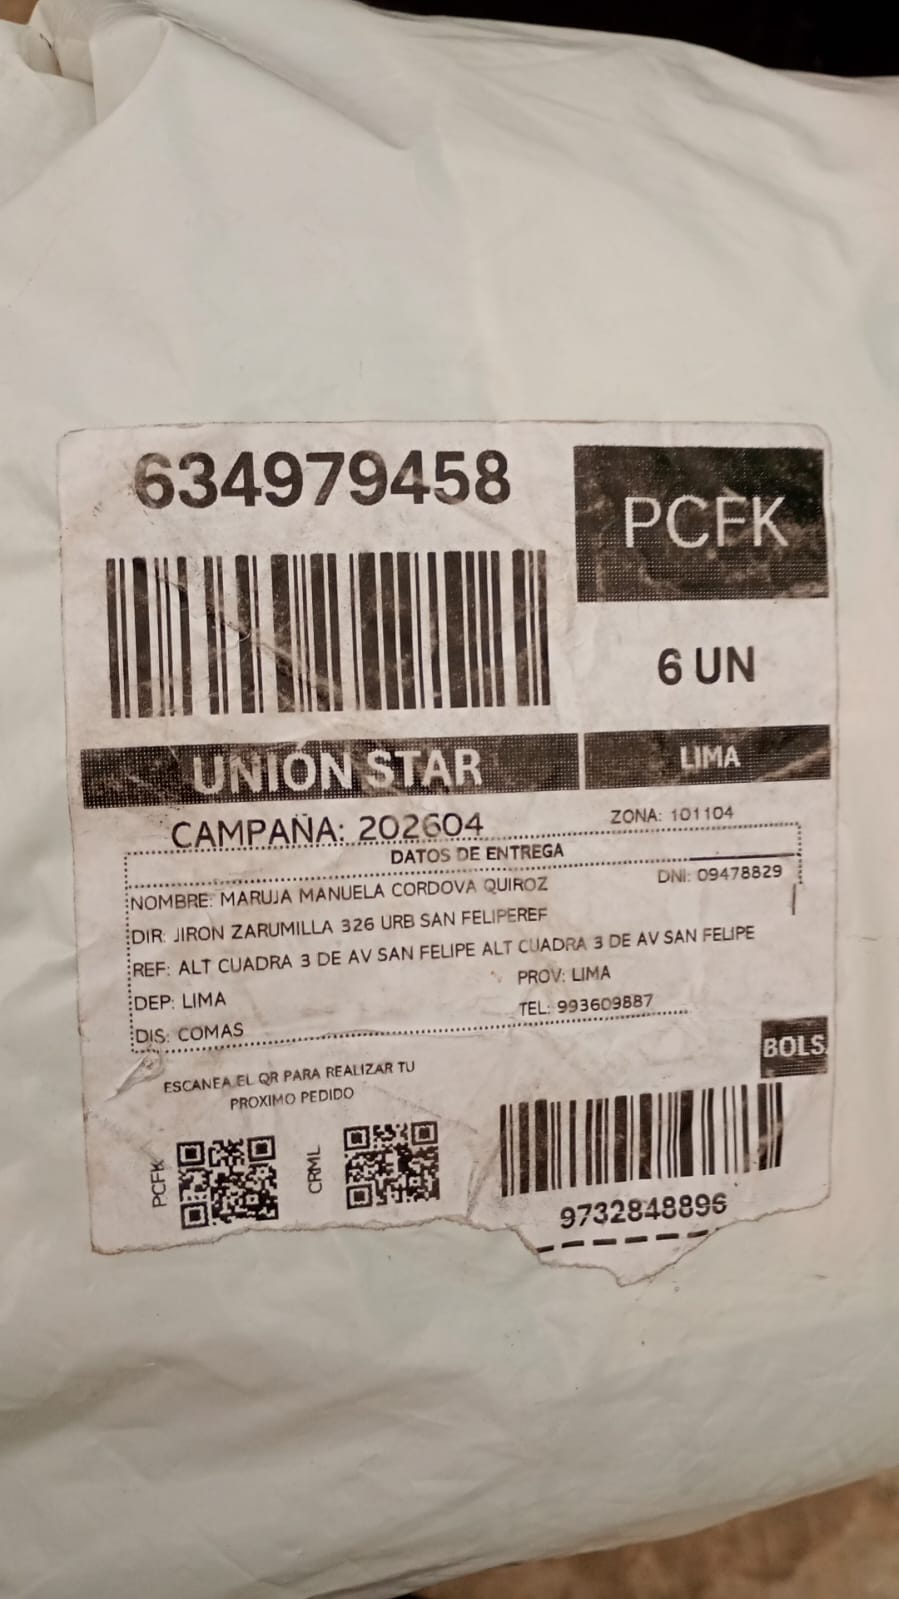 634979458
PCFK
6 UN
UNIÓN STAR
LIMA
CAMPAÑA: 202604
ZONA: 101104
DATOS DE ENTREGA
NOMBRE: MARUJA MANUELA CORDOVA QUIROZ
DNI: 09478829
DIR: JIRON ZARUMILLA 326 URB SAN FELIPEREF
REF: ALT CUADRA 3 DE AV SAN FELIPE ALT CUADRA 3 DE AV SAN FELIPE
DEP: LIMA
PROV: LIMA
DIS: COMAS
TEL: 993609887
BOLS
ESCANEA EL QR PARA REALIZAR TU
PROXIMO PEDIDO
PCFK
CRML
9732848896